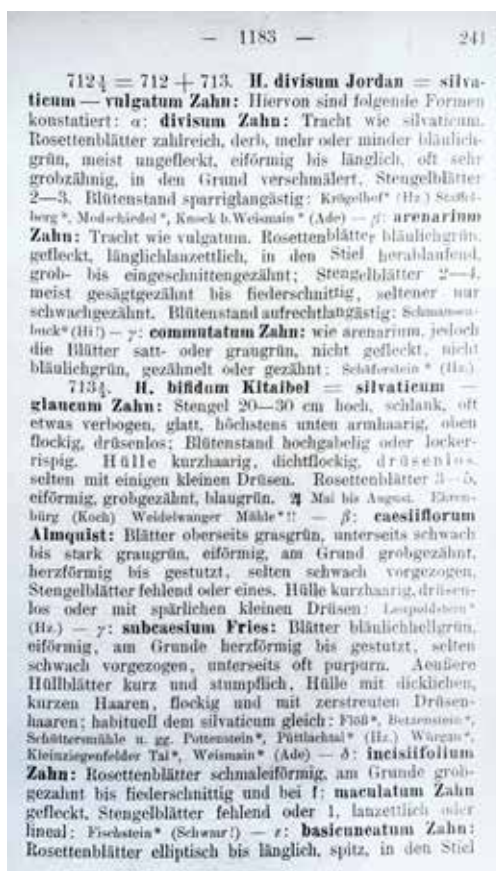 — 1183 — 241
712½ = 712 + 713. H. divisum Jordan = silva-
ticum — vulgatum Zahn: Hiervon sind folgende Formen
konstatiert: α: divisum Zahn: Tracht wie silvaticum.
Rosettenblätter zahlreich, derb, mehr oder minder bläulich-
grün, meist ungefleckt, eiförmig bis länglich, oft sehr
grobzähnig, in den Grund verschmälert, Stengelblätter
2—3. Blütenstand sparriglangästig: Krögelhof* (Hz.) Staffel-
berg*, Modschiedel*, Knock b. Weismain* (Ade) — β: arenarium
Zahn: Tracht wie vulgatum. Rosettenblätter bläulichgrün,
gefleckt, länglichlanzettlich, in den Stiel herablaufend,
grob- bis eingeschnittengezähnt; Stengelblätter 2—4,
meist gesägtgezähnt bis fiederschnittig, seltener nur
schwachgezähnt. Blütenstand aufrechtlangästig: Schmausen-
buck* (Hi!) — γ: commutatum Zahn: wie arenarium, jedoch
die Blätter satt- oder graugrün, nicht gefleckt, nicht
bläulichgrün, gezähnelt oder gezähnt: Schäferstein* (Hz.)
H. bifidum Kitaibel = silvaticum —
glaucum Zahn: Stengel 20—30 cm hoch, schlank, oft
etwas verbogen, glatt, höchstens unten armhaarig, oben
flockig, drüsenlos; Blütenstand hochgabelig oder locker-
rispig. Hülle kurzhaarig, dichtflockig, drüsenlos,
selten mit einigen kleinen Drüsen. Rosettenblätter 3—5,
eiförmig, grobgezähnt, blaugrün. ♃ Mai bis August. Ehren-
bürg (Koch) Weidelwanger Mühle*!! — β: caesiiflorum
Almquist: Blätter oberseits grasgrün, unterseits schwach
bis stark graugrün, eiförmig, am Grund grobgezähnt,
herzförmig bis gestutzt, selten schwach vorgezogen,
Stengelblätter fehlend oder eines. Hülle kurzhaarig, drüsen-
los oder mit spärlichen kleinen Drüsen: Leupoldstein*
(Hz.) — γ: subcaesium Fries: Blätter bläulichhellgrün,
eiförmig, am Grunde herzförmig bis gestutzt, selten
schwach vorgezogen, unterseits oft purpurn. Aeußere
Hüllblätter kurz und stumpflich, Hülle mit dicklichen,
kurzen Haaren, flockig und mit zerstreuten Drüsen-
haaren; habituell dem silvaticum gleich: Floß*, Betzenstein*,
Schüttersmühle u. gg. Pottenstein*, Püttlachtal* (Hz.) Würgau*,
Kleinziegenfelder Tal*, Weismain* (Ade) — δ: incisifolium
Zahn: Rosettenblätter schmaleiförmig, am Grunde grob-
gezahnt bis fiederschnittig und bei f: maculatum Zahn
gefleckt, Stengelblätter fehlend oder 1, lanzettlich oder
lineal: Fischstein* (Schwmr!) — ε: basicuneatum Zahn:
Rosettenblätter elliptisch bis länglich, spitz, in den Stiel